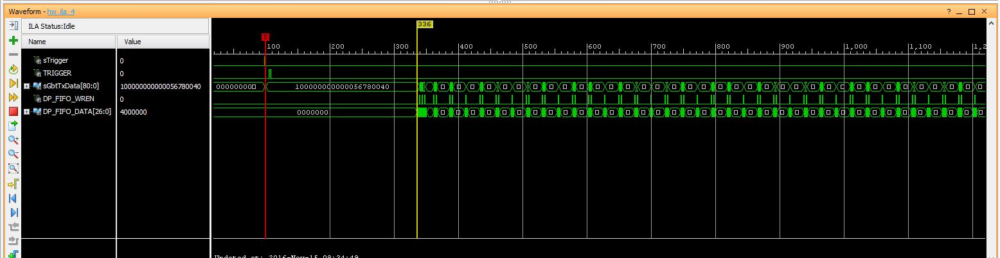 Waveform - hw_ila_4
?
ILA Status:Idle
Name Value
336
T
100 200 300 400 500 600 700 800 900 1,000 1,100 1,2
sTrigger 0
TRIGGER 0
sGbtTxData[80:0] 100000000000056780040 00000000 100000000000056780040
DP_FIFO_WREN 0
DP_FIFO_DATA[26:0] 4000000 0000000
Updated at: 2016-Nov-15 08:34:49